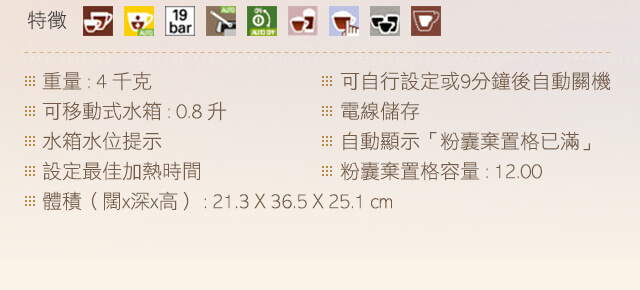 特徵 AUTO 19 bar AUTO ON AUTO OFF
重量 : 4 千克
可自行設定或9分鐘後自動關機
可移動式水箱 : 0.8 升
電線儲存
水箱水位提示
自動顯示「粉囊棄置格已滿」
設定最佳加熱時間
粉囊棄置格容量 : 12.00
體積（闊x深x高） : 21.3 X 36.5 X 25.1 cm